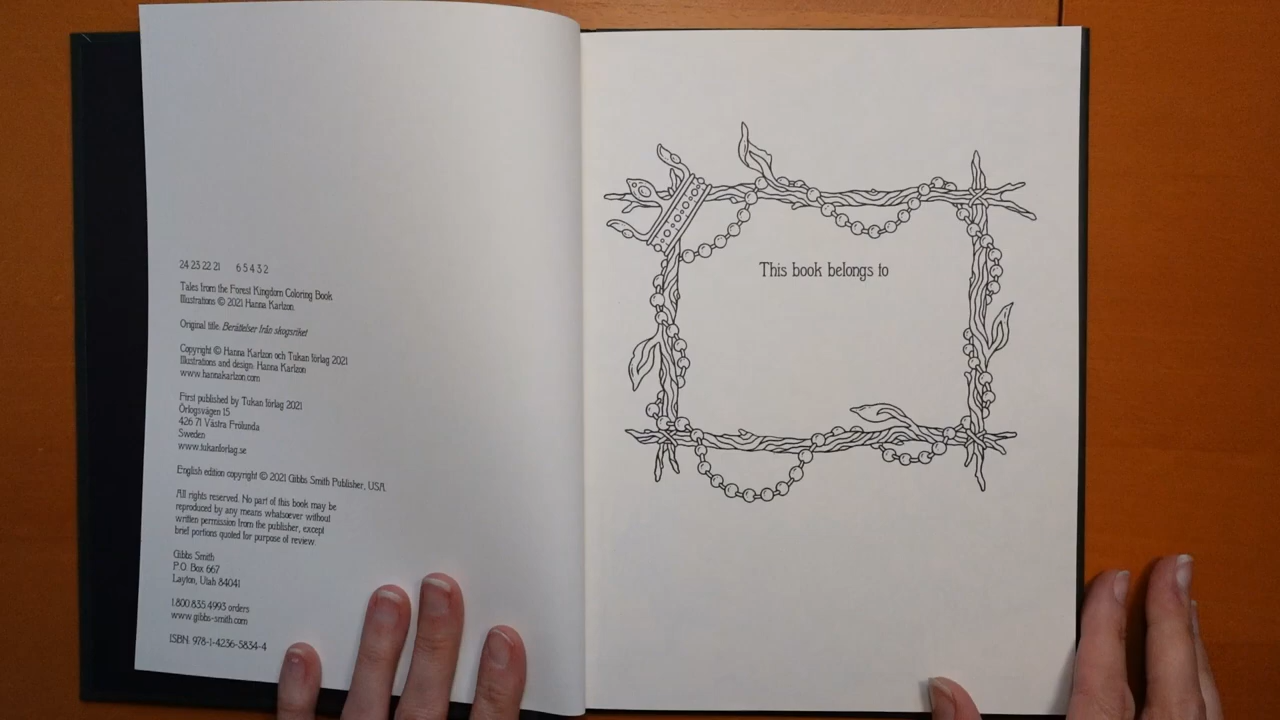 24 23 22 21 6 5 4 3 2
Tales from the Forest Kingdom Coloring Book
Illustrations © 2021 Hanna Karlzon
Original title: Berättelser från skogsriket
Copyright © Hanna Karlzon och Tukan förlag 2021
Illustrations and design: Hanna Karlzon
www.hannakarlzon.com
First published by Tukan förlag 2021
Örlogsvägen 15
426 71 Västra Frölunda
Sweden
www.tukanforlag.se
English edition copyright © 2021 Gibbs Smith Publisher, USA
All rights reserved. No part of this book may be
reproduced by any means whatsoever without
written permission from the publisher, except
brief portions quoted for purpose of review.
Gibbs Smith
P.O. Box 667
Layton, Utah 84041
1.800.835.4993 orders
www.gibbs-smith.com
ISBN: 978-1-4236-5834-4
This book belongs to